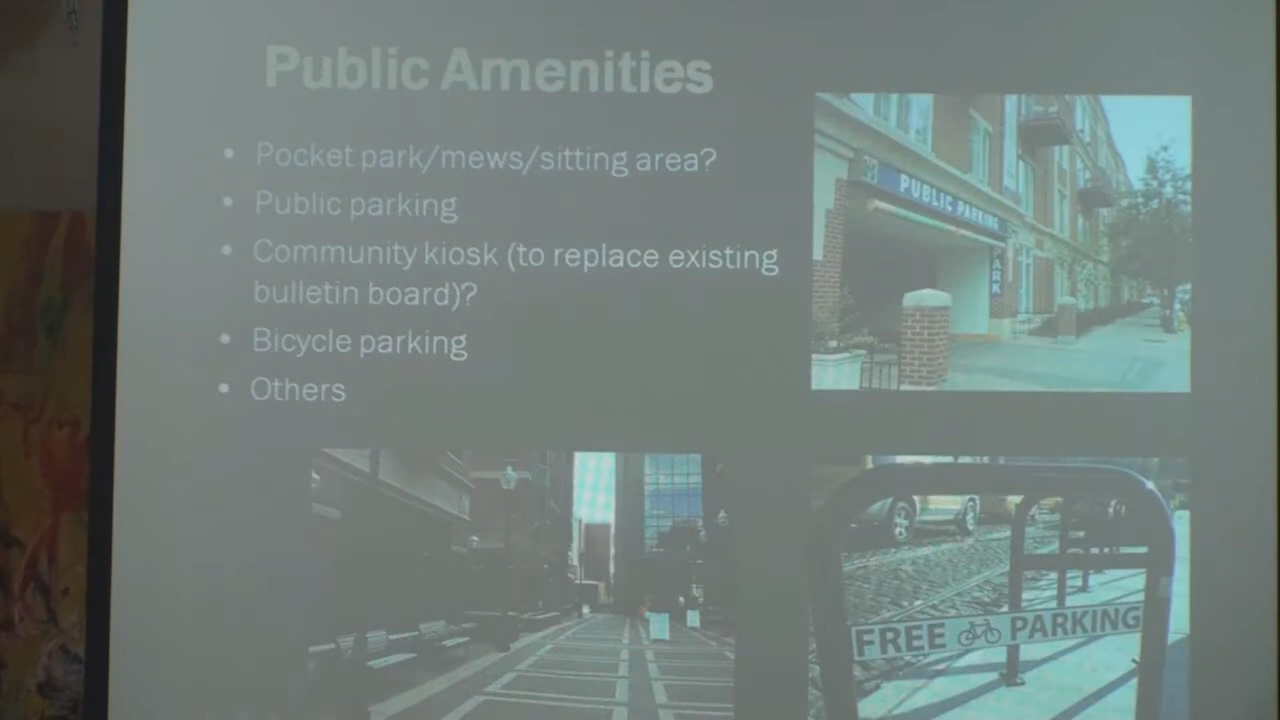 Public Amenities
• Pocket park/mews/sitting area?
• Public parking
• Community kiosk (to replace existing
bulletin board)?
• Bicycle parking
• Others
PUBLIC PARKING
PARK
FREE PARKING